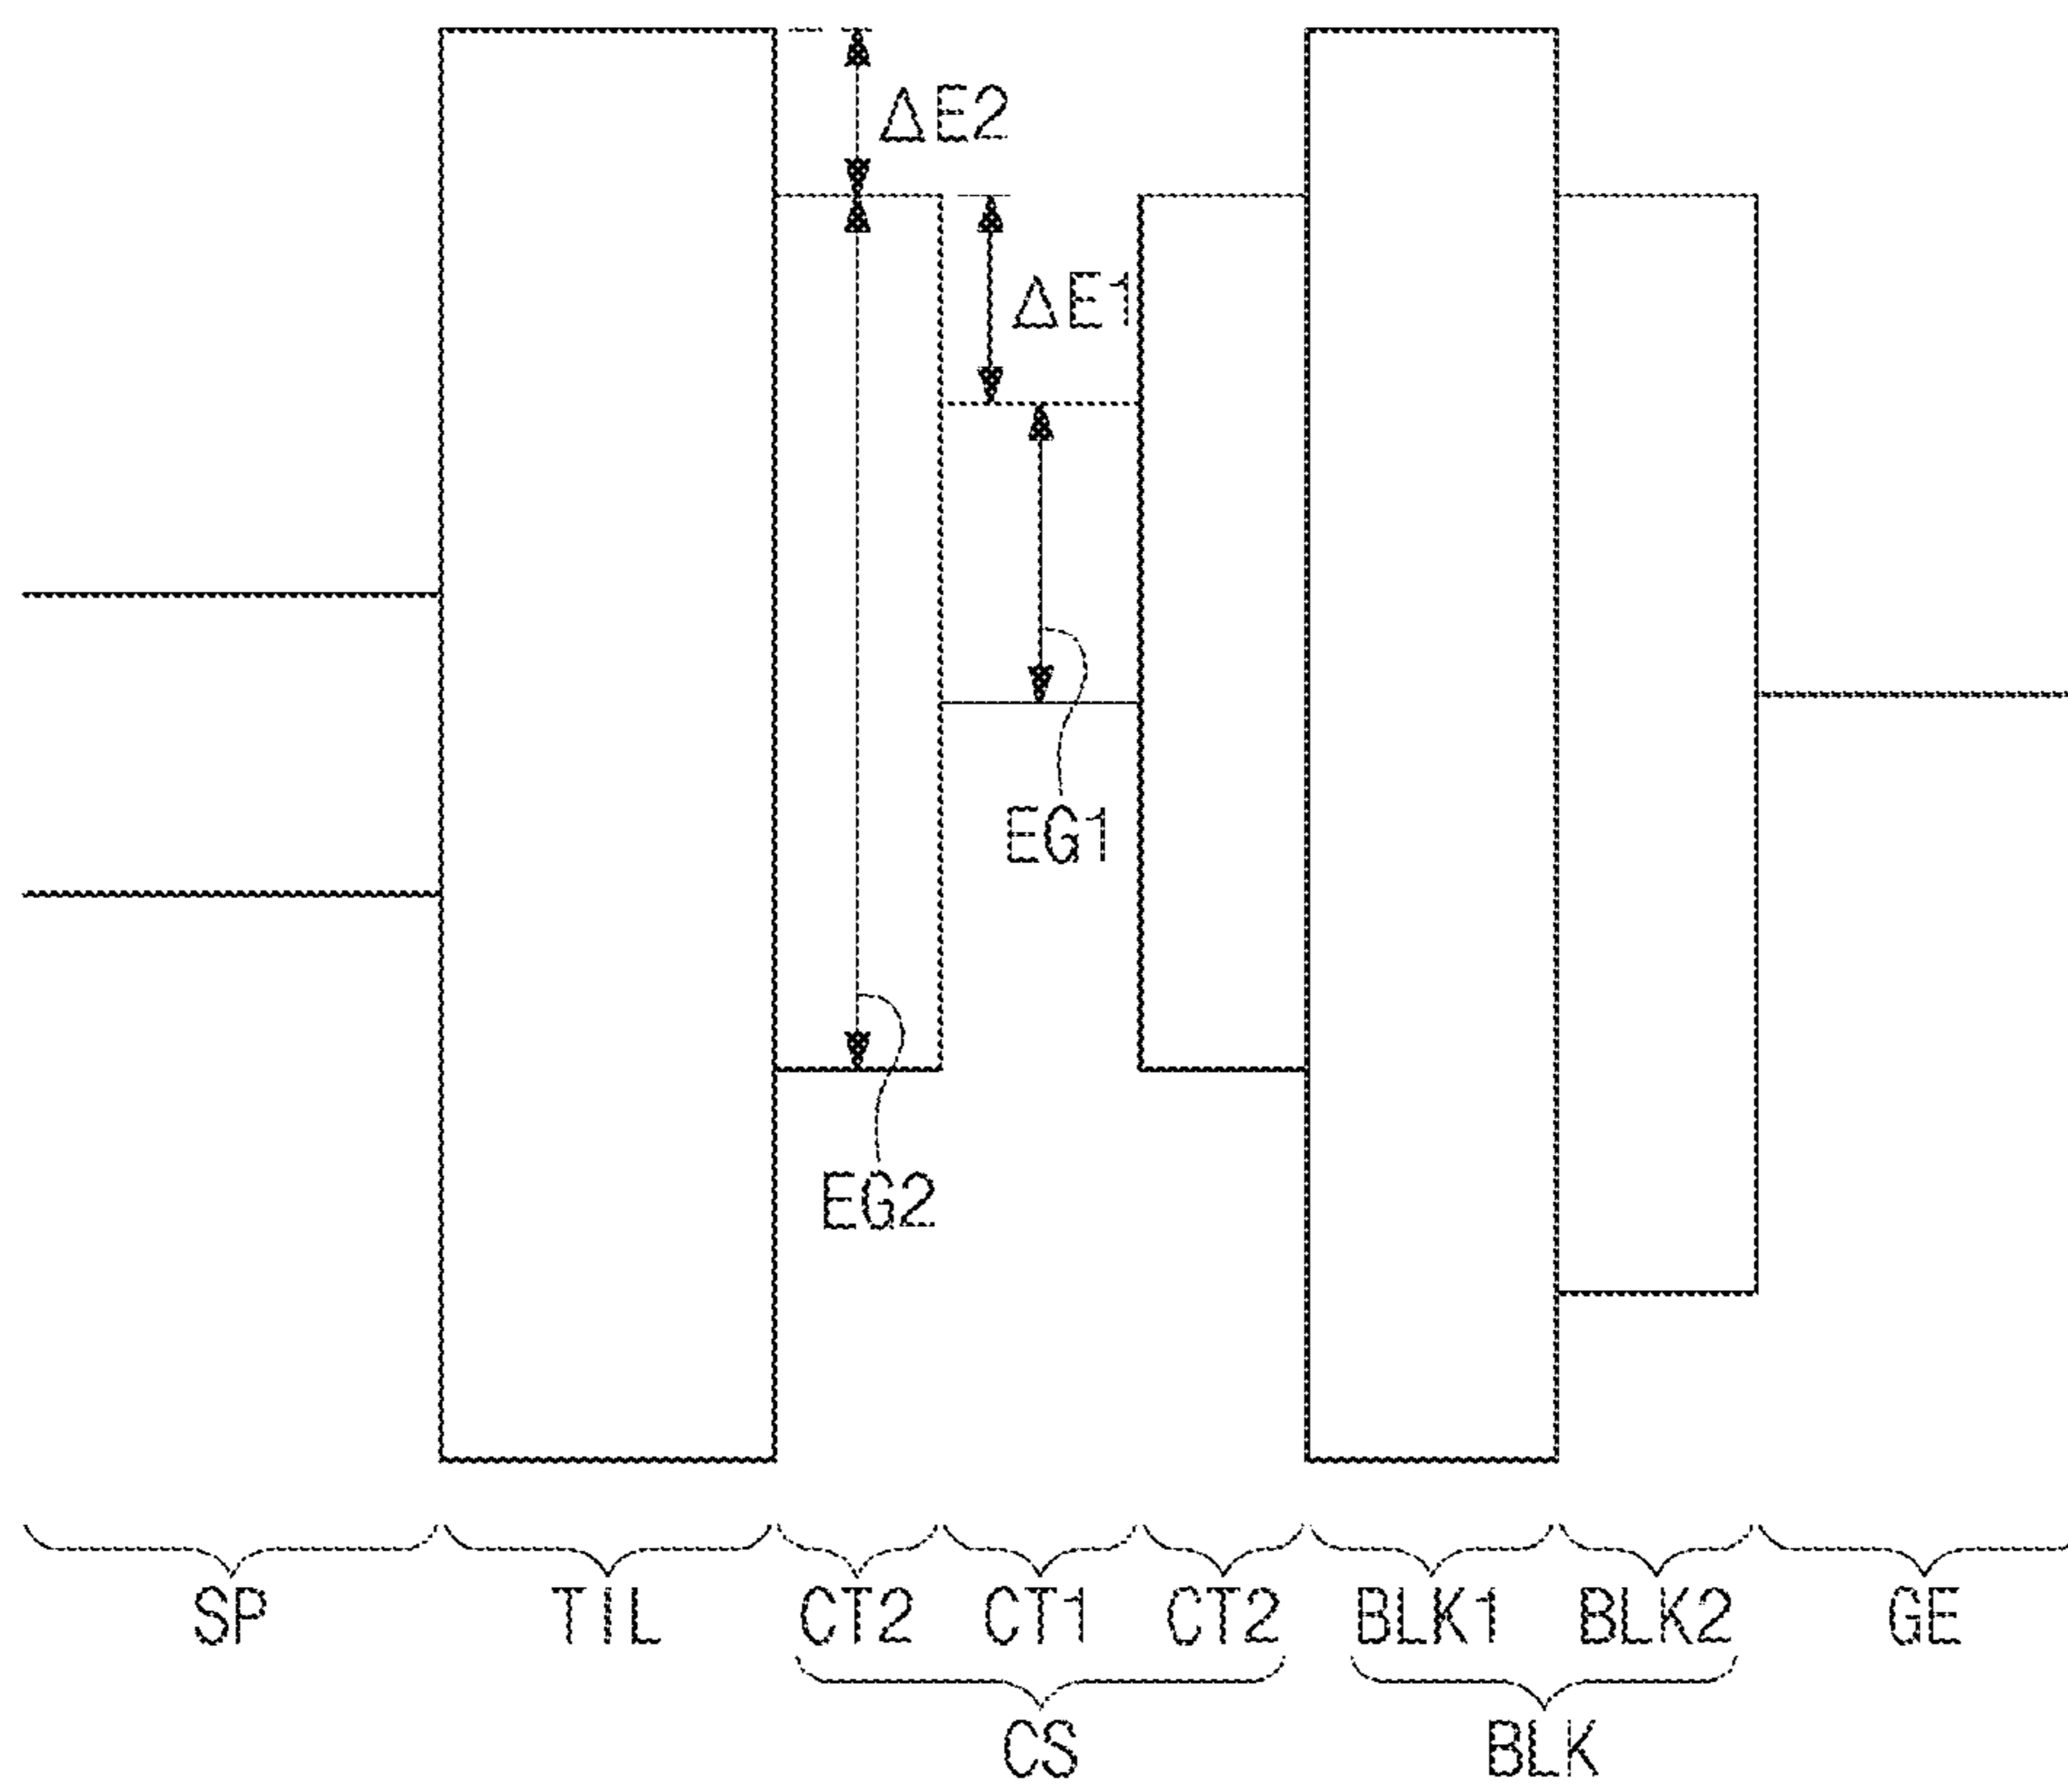 ΔE2
ΔE1
EG1
EG2
SP TIL CT2 CT1 CT2 BLK1 BLK2 GE
CS BLK